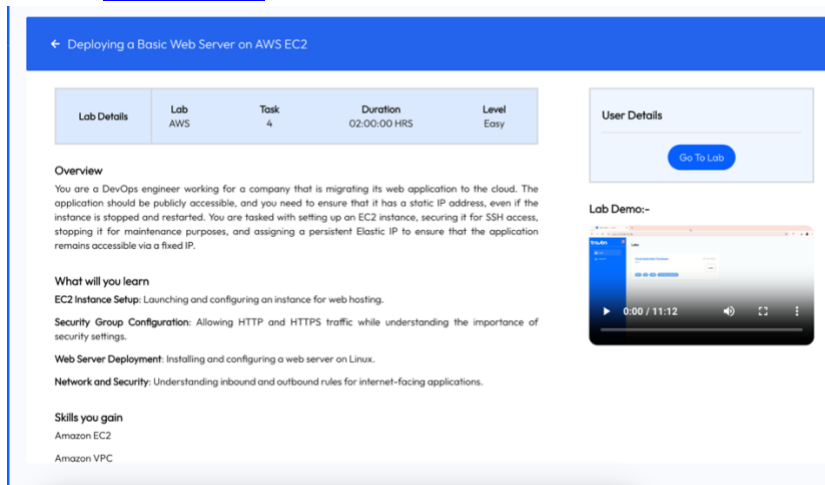 ← Deploying a Basic Web Server on AWS EC2
Lab Details
Lab
AWS
Task
4
Duration
02:00:00 HRS
Level
Easy
Overview
You are a DevOps engineer working for a company that is migrating its web application to the cloud. The
application should be publicly accessible, and you need to ensure that it has a static IP address, even if the
instance is stopped and restarted. You are tasked with setting up an EC2 instance, securing it for SSH access,
stopping it for maintenance purposes, and assigning a persistent Elastic IP to ensure that the application
remains accessible via a fixed IP.
What will you learn
EC2 Instance Setup: Launching and configuring an instance for web hosting.
Security Group Configuration: Allowing HTTP and HTTPS traffic while understanding the importance of
security settings.
Web Server Deployment: Installing and configuring a web server on Linux.
Network and Security: Understanding inbound and outbound rules for internet-facing applications.
Skills you gain
Amazon EC2
Amazon VPC
User Details
Go To Lab
Lab Demo:-
0:00 / 11:12